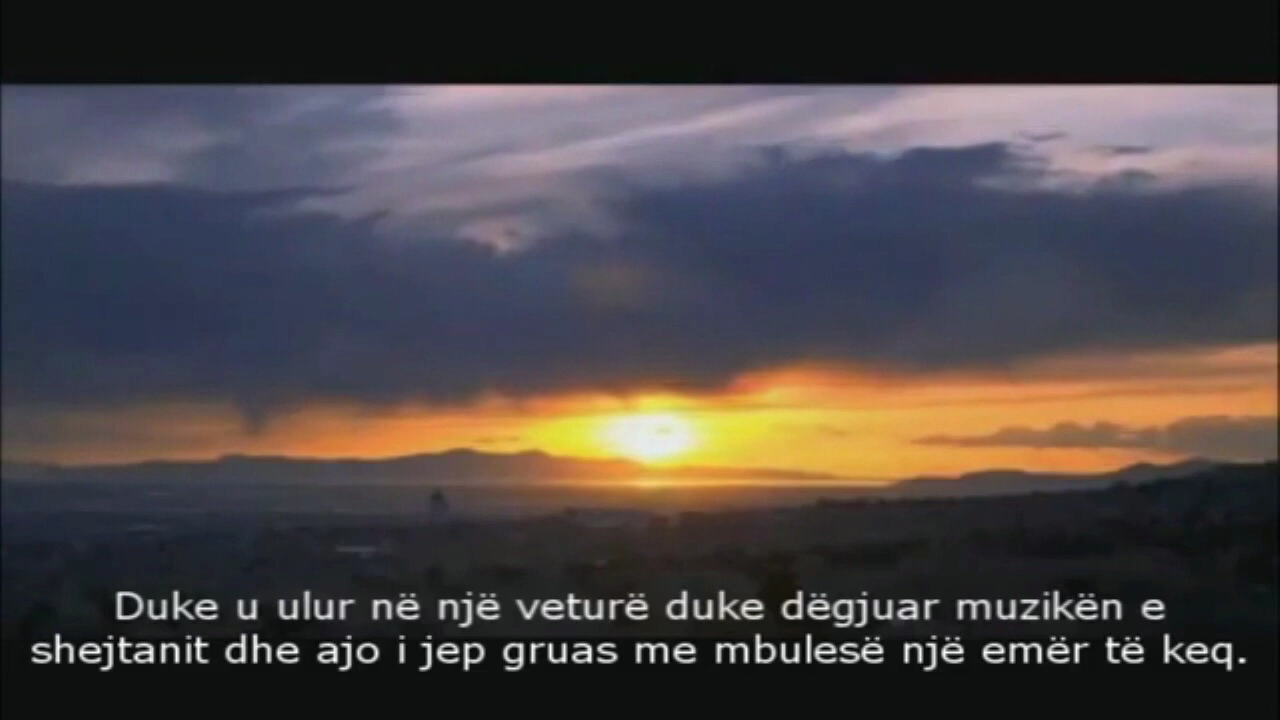 Duke u ulur në një veturë duke dëgjuar muzikën e
shejtanit dhe ajo i jep gruas me mbulesë një emër të keq.